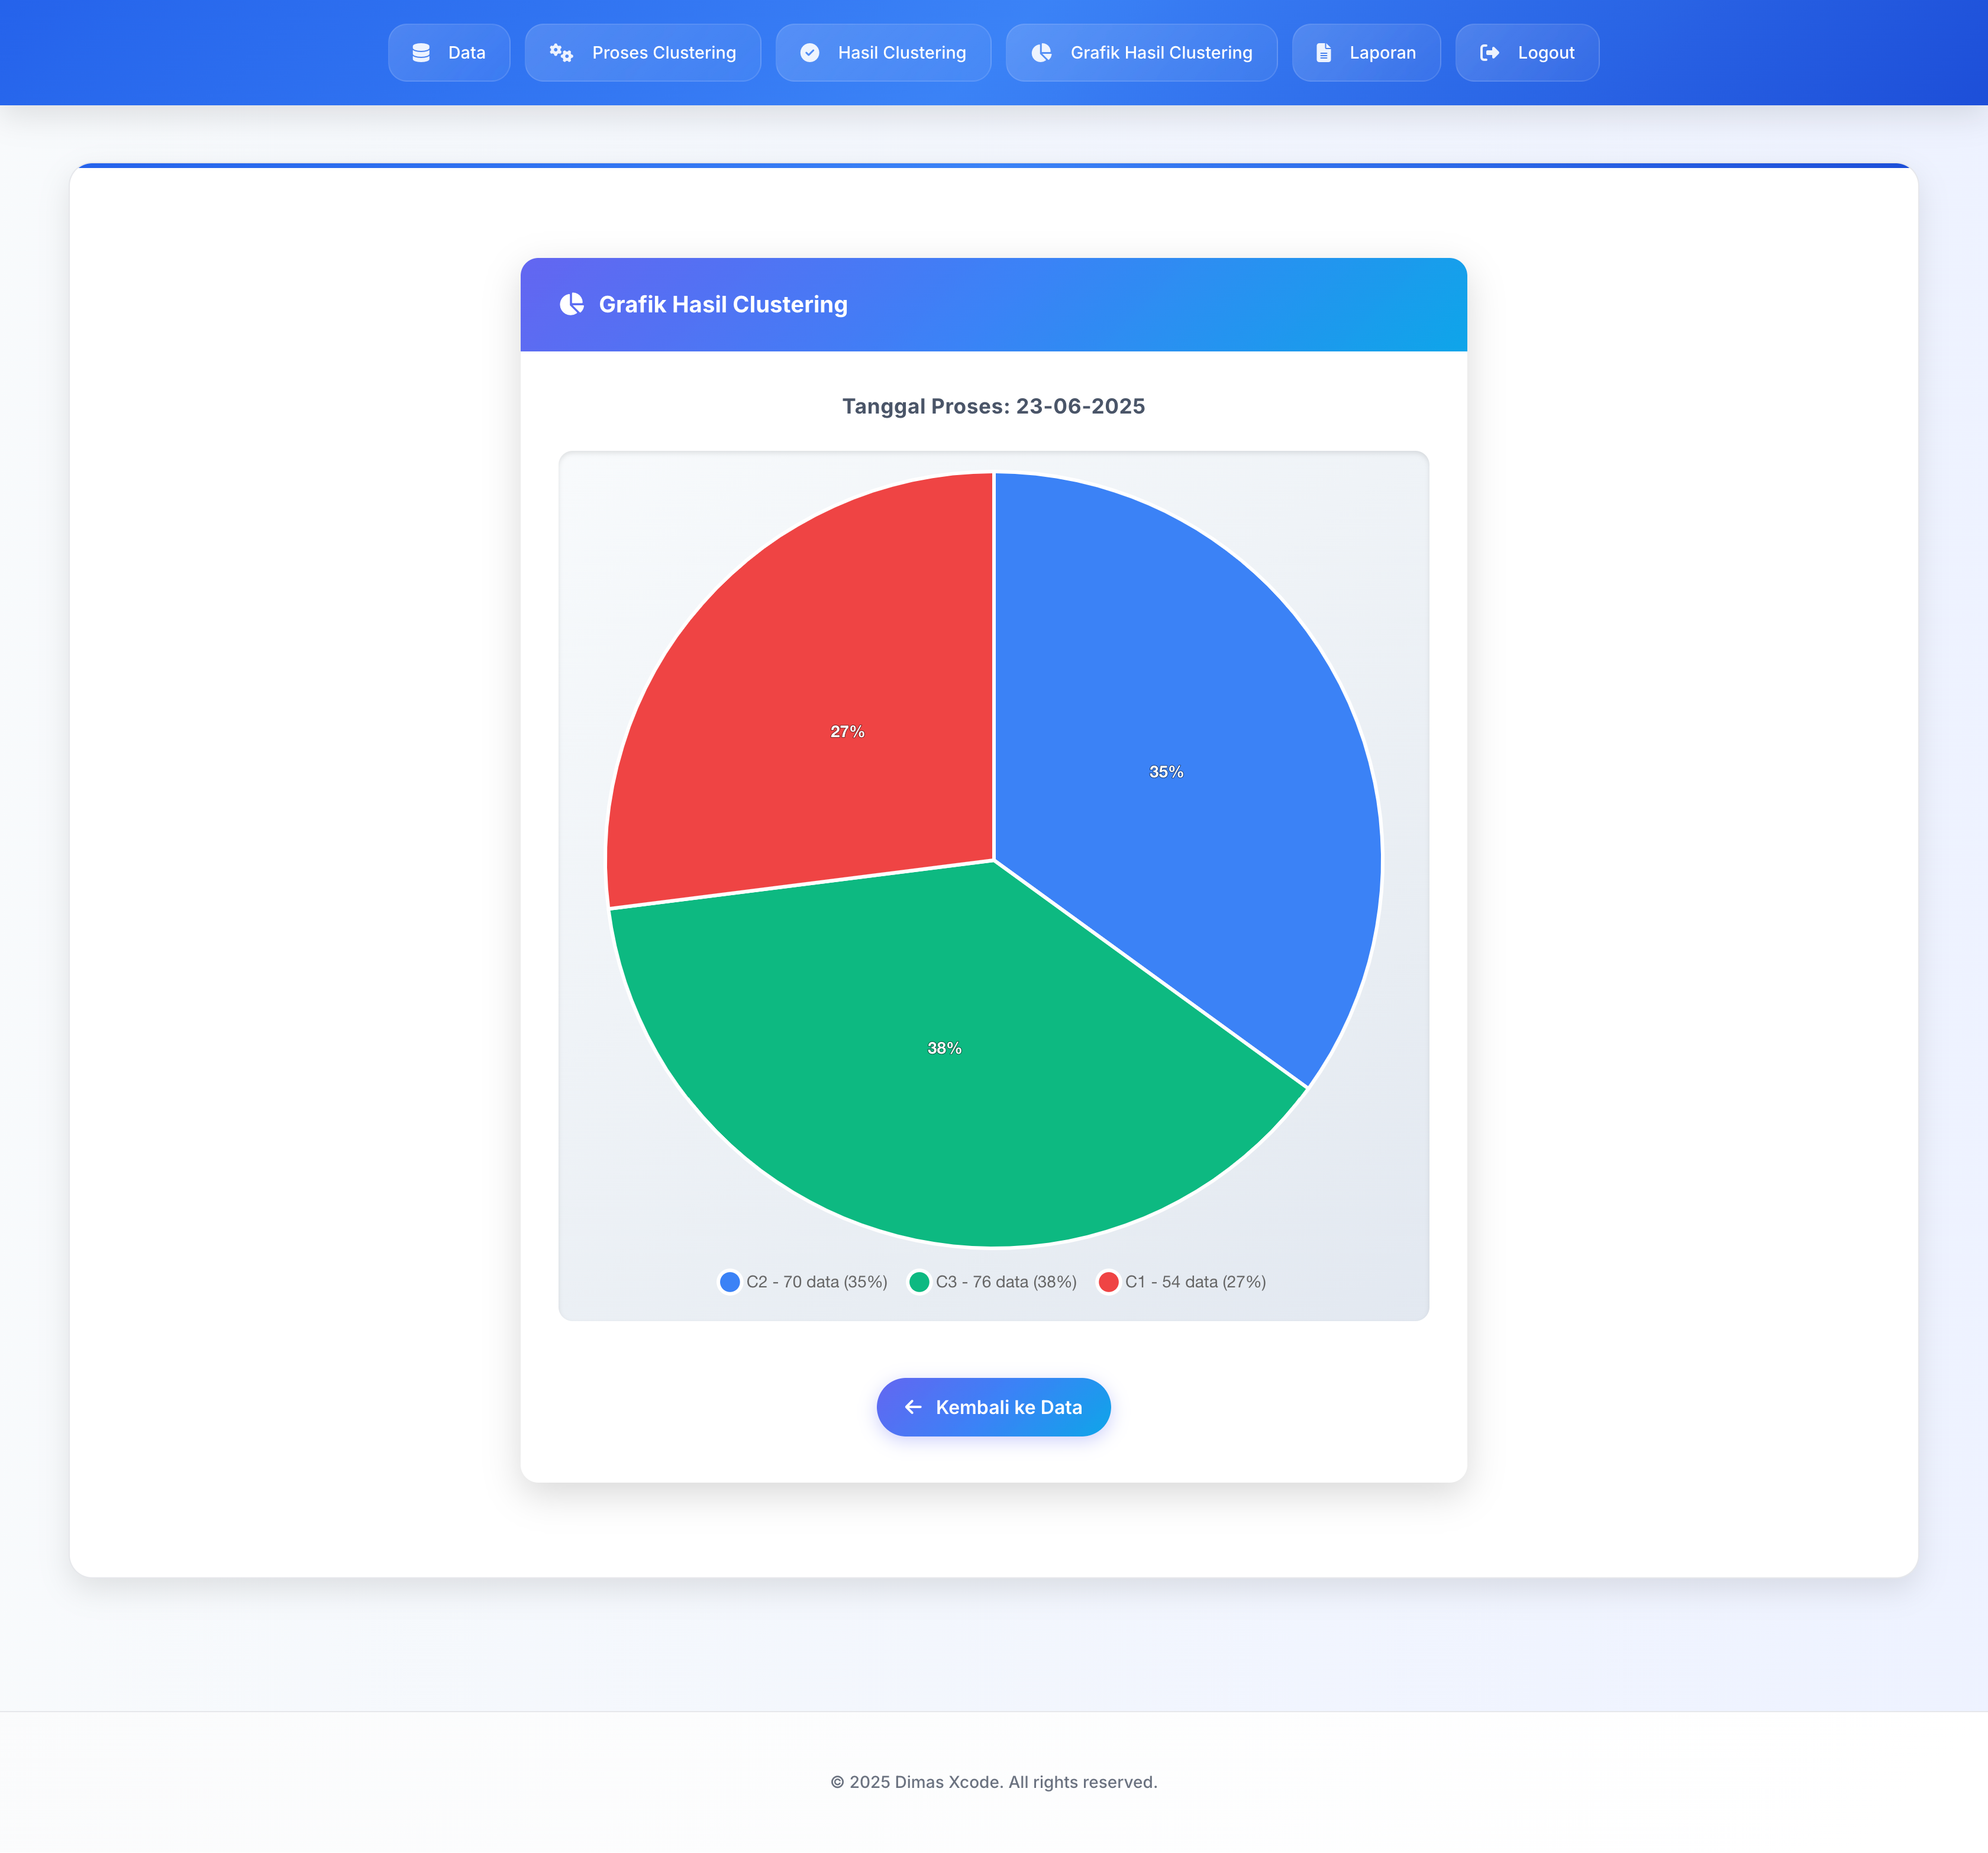 Data
Proses Clustering
Hasil Clustering
Grafik Hasil Clustering
Laporan
Logout
Grafik Hasil Clustering
Tanggal Proses: 23-06-2025
27%
35%
38%
C2 - 70 data (35%)
C3 - 76 data (38%)
C1 - 54 data (27%)
Kembali ke Data
© 2025 Dimas Xcode. All rights reserved.